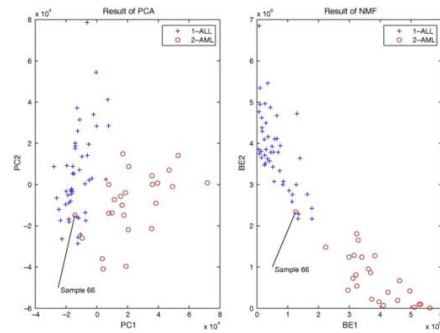 Result of PCA
8
x 10⁴
1-ALL
2-AML
6
4
2
0
-2
-4
-6
PC2
Sample 66
-4
-2
0
2
4
6
8
PC1
x 10⁴
Result of NMF
7
x 10⁶
1-ALL
2-AML
6
5
4
3
2
1
0
BE2
Sample 66
0
1
2
3
4
5
BE1
x 10⁶